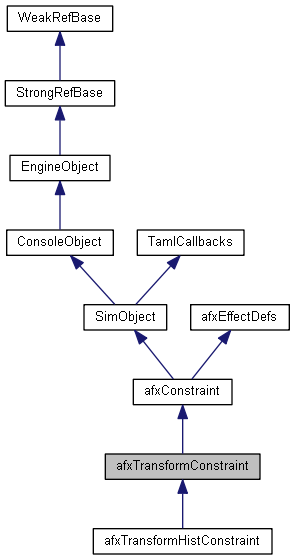 WeakRefBase
StrongRefBase
EngineObject
ConsoleObject
TamlCallbacks
SimObject
afxEffectDefs
afxConstraint
afxTransformConstraint
afxTransformHistConstraint